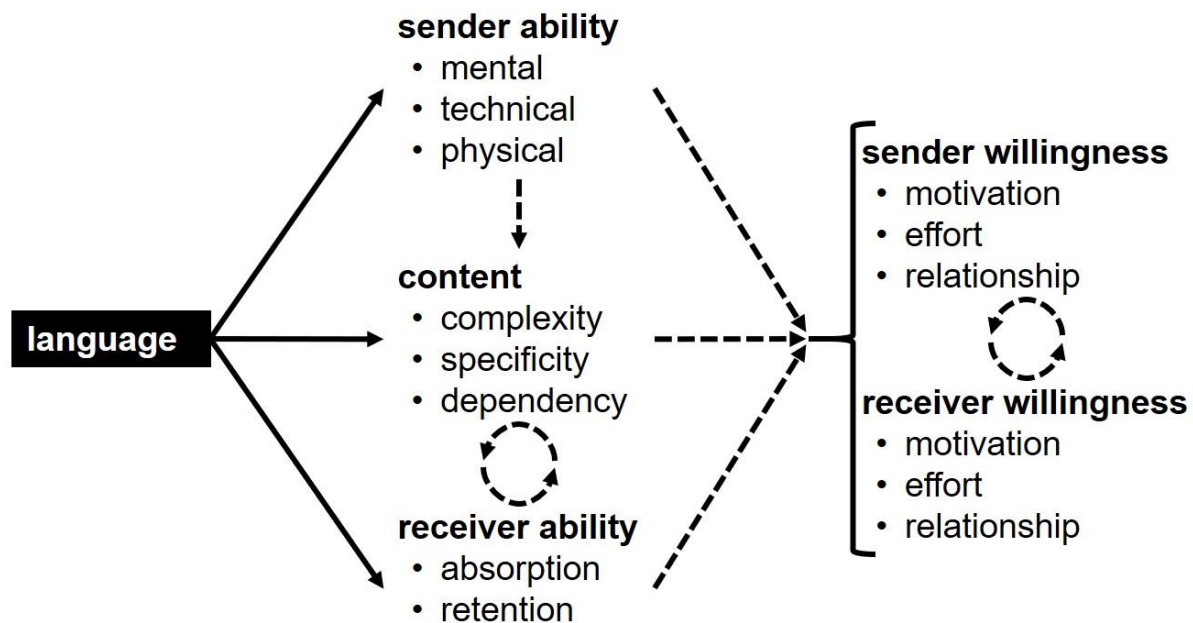 sender ability
• mental
• technical
• physical
content
• complexity
• specificity
• dependency
receiver ability
• absorption
• retention
language
sender willingness
• motivation
• effort
• relationship
receiver willingness
• motivation
• effort
• relationship